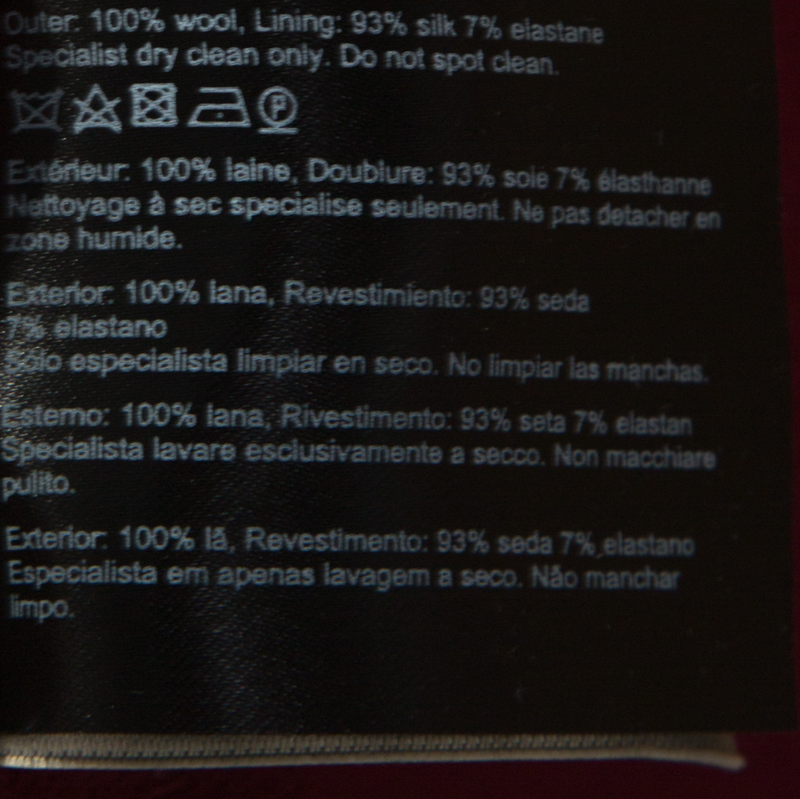 Outer: 100% wool, Lining: 93% silk 7% elastane
Specialist dry clean only. Do not spot clean.
P
Extérieur: 100% laine, Doublure: 93% soie 7% élasthanne
Nettoyage à sec specialise seulement. Ne pas detacher en
zone humide.
Exterior: 100% lana, Revestimiento: 93% seda
7% elastano
Sólo especialista limpiar en seco. No limpiar las manchas.
Esterno: 100% lana, Rivestimento: 93% seta 7% elastan
Specialista lavare esclusivamente a secco. Non macchiare
pulito.
Exterior: 100% lã, Revestimento: 93% seda 7% elastano
Especialista em apenas lavagem a seco. Não manchar
limpo.